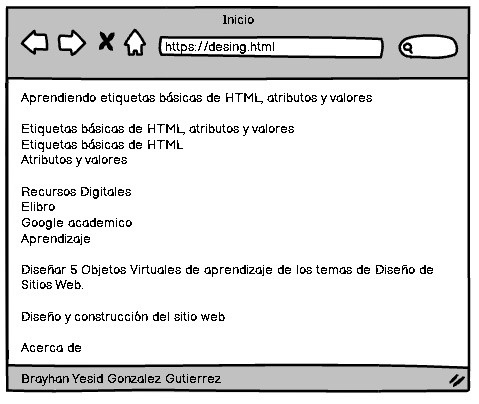 Inicio
https://desing.html
Aprendiendo etiquetas básicas de HTML, atributos y valores
Etiquetas básicas de HTML, atributos y valores
Etiquetas básicas de HTML
Atributos y valores
Recursos Digitales
Elibro
Google academico
Aprendizaje
Diseñar 5 Objetos Virtuales de aprendizaje de los temas de Diseño de
Sitios Web.
Diseño y construcción del sitio web
Acerca de
Brayhan Yesid Gonzalez Gutierrez